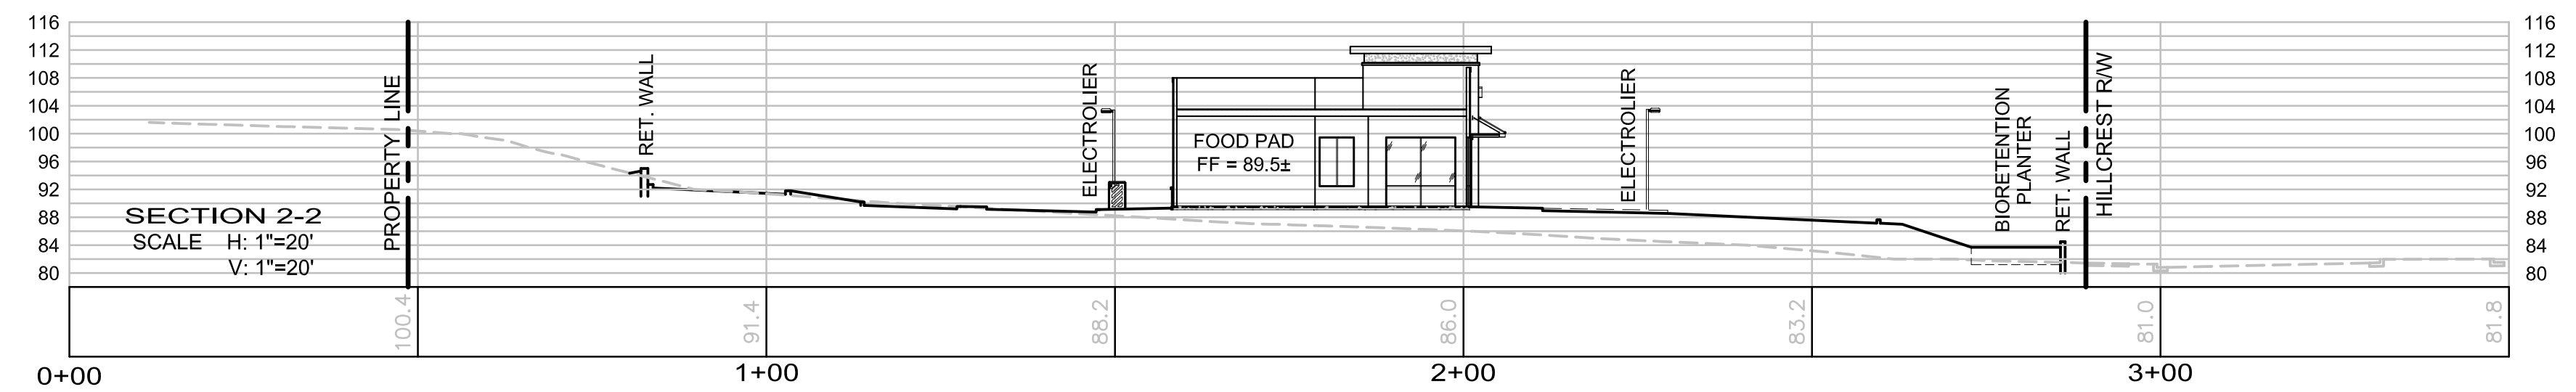 116
112
108
104
100
96
92
88
84
80
SECTION 2-2
SCALE H: 1"=20'
V: 1"=20'
PROPERTY LINE
RET. WALL
ELECTROLIER
FOOD PAD
FF = 89.5±
ELECTROLIER
BIORETENTION
PLANTER
RET. WALL
HILLCREST R/W
116
112
108
104
100
96
92
88
84
80
100.4
91.4
88.2
86.0
83.2
81.0
81.8
0+00
1+00
2+00
3+00